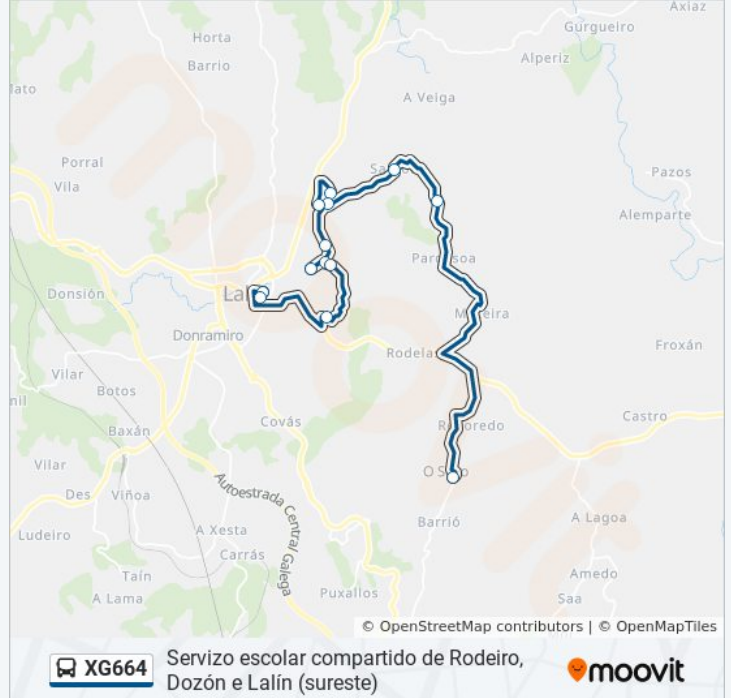 Axiaz
Gurgueiro
Horta
Alperiz
Barrio
A Veiga
Porral
Vila
Pazos
Alemparte
Donsión
Donramiro
Rodelas
Froxán
Vilar
Botos
Castro
Covás
Baxán
Vilar
Des
Viñoa
Autoestrada Central Galega
Barrió
A Lagoa
Ludeiro
A Xesta
Carrás
Taín
A Lama
Puxallos
Amedo
Saa
© OpenStreetMap contributors | © OpenMapTiles
XG664
Servizo escolar compartido de Rodeiro,
Dozón e Lalín (sureste)
moovit